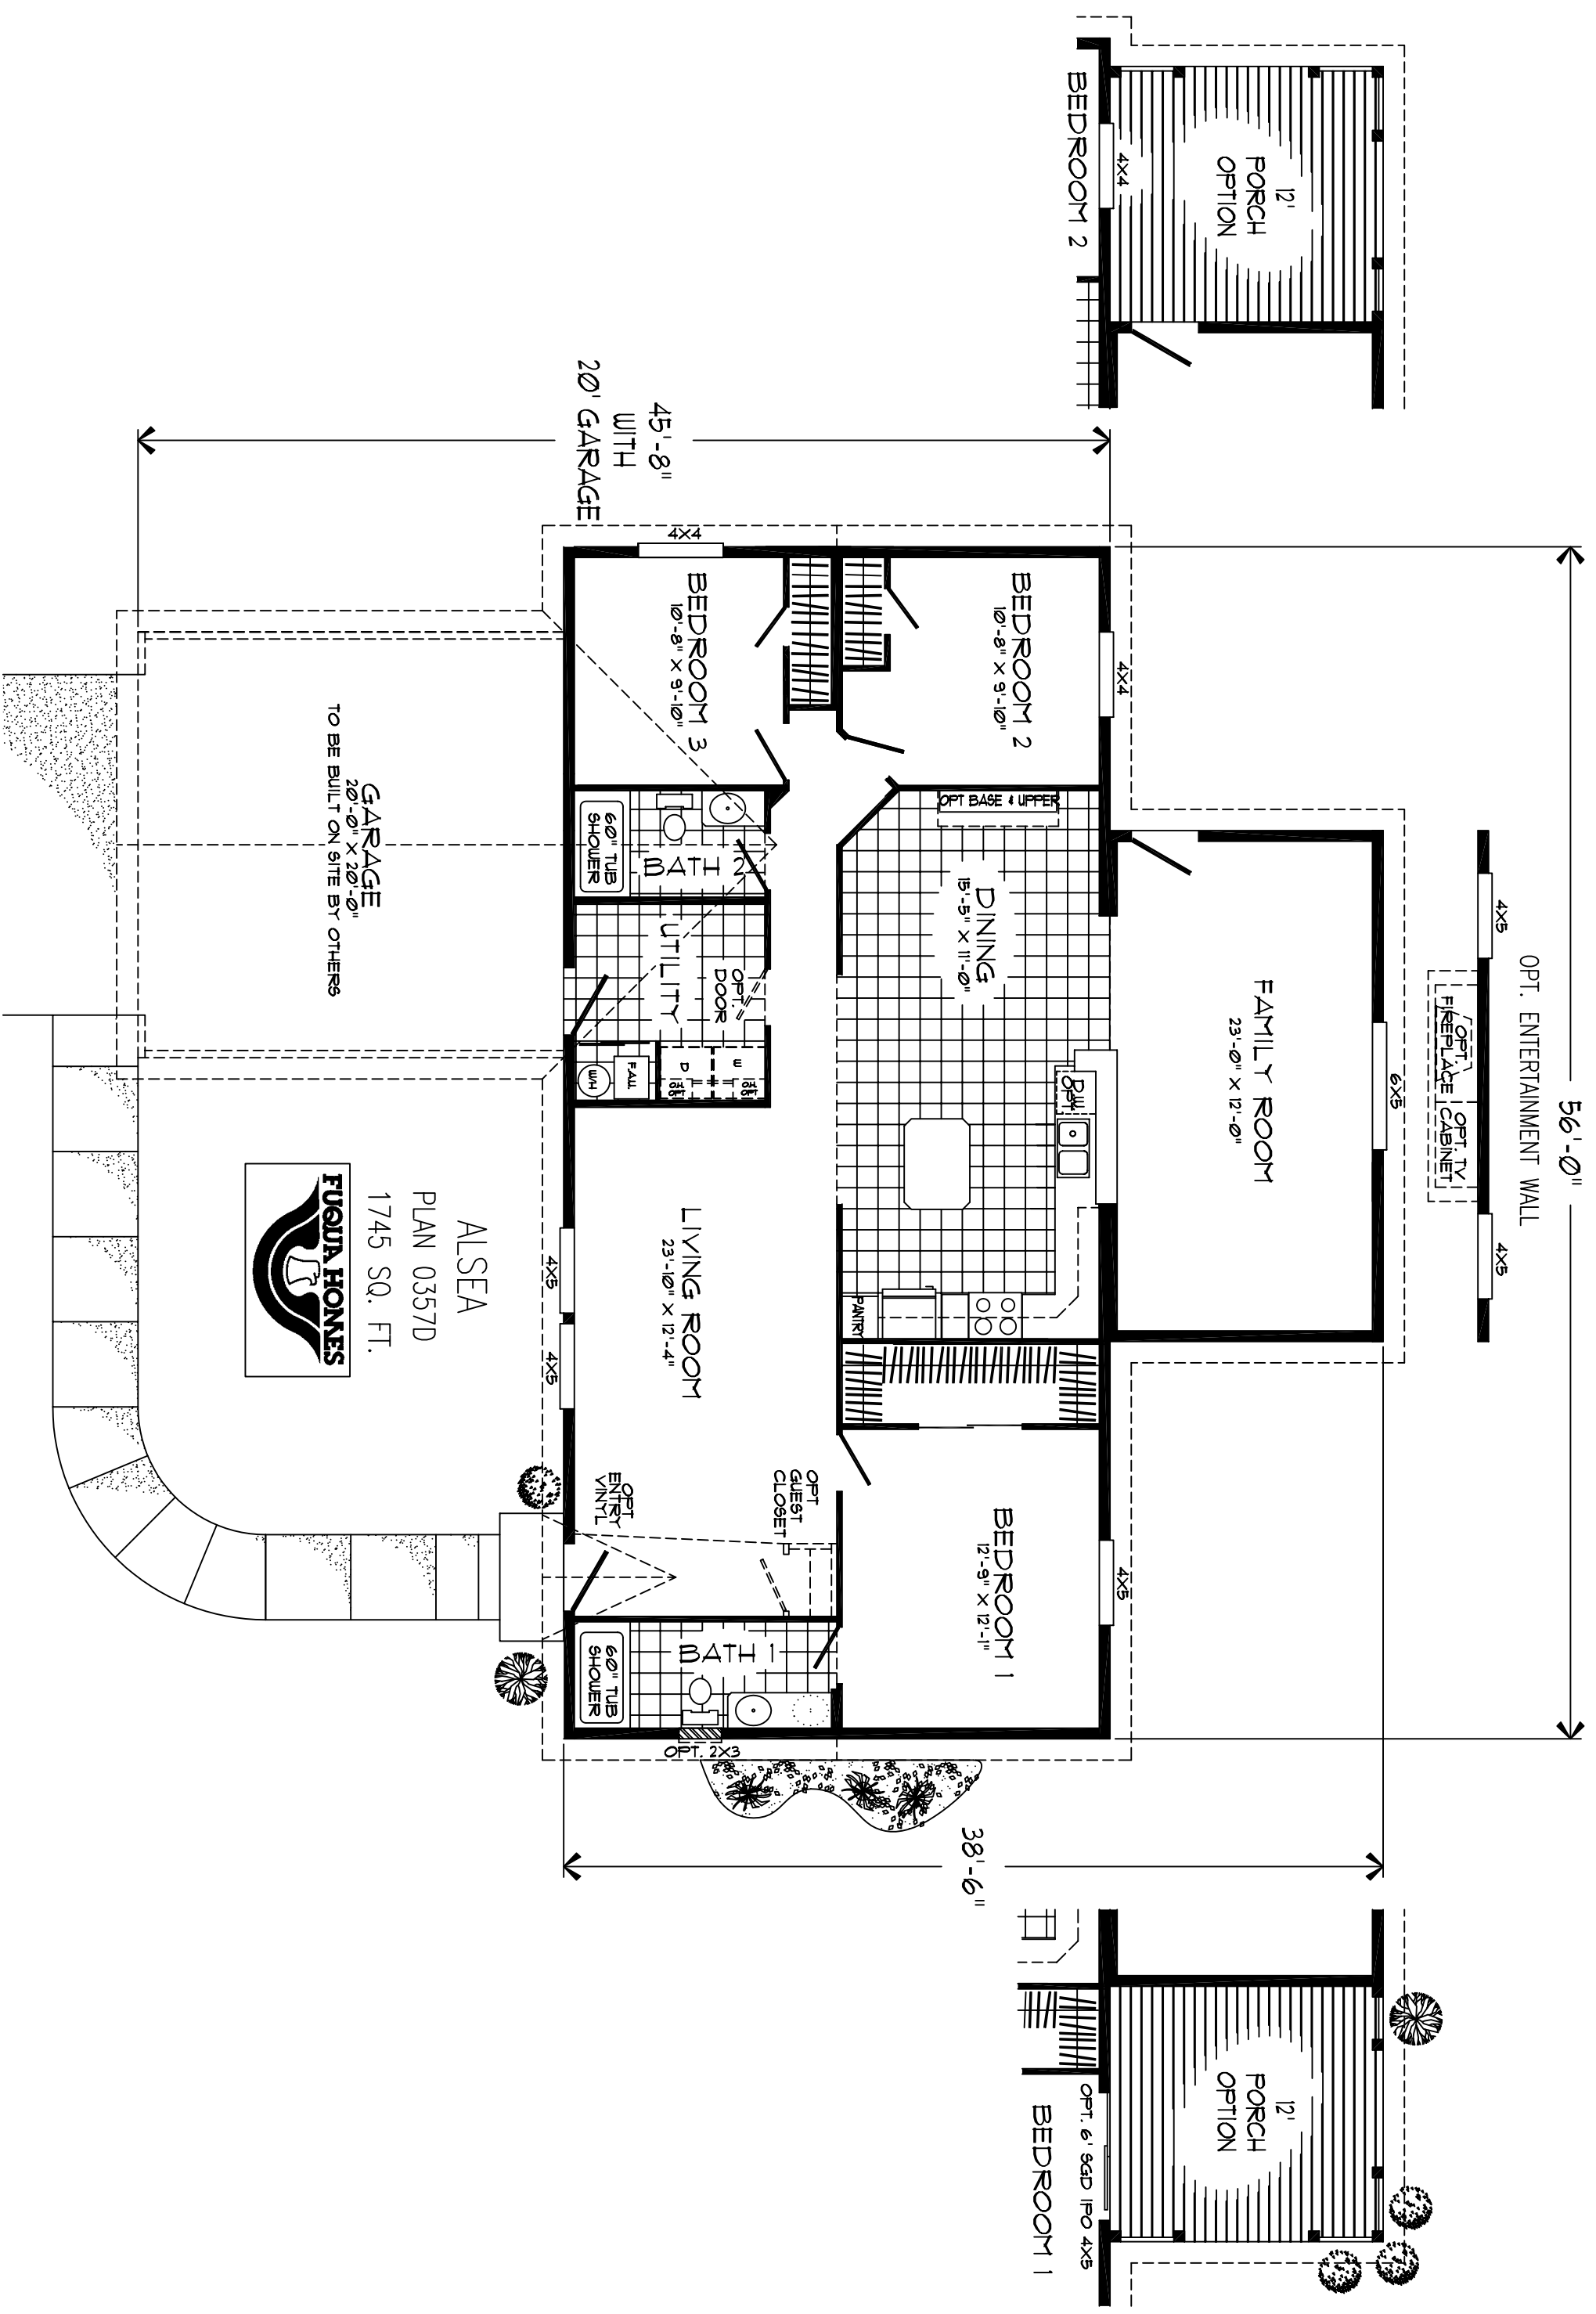 OPT. ENTERTAINMENT WALL
4X5
4X5
OPT.
FIREPLACE
OPT. TV
CABINET
56'-0"
12'
PORCH
OPTION
4X4
BEDROOM 2
6X5
FAMILY ROOM
23'-0" X 12'-0"
12'
PORCH
OPTION
OPT. 6' SGD IPO 4X5
BEDROOM 1
4X4
BEDROOM 2
10'-8" X 9'-10"
OPT BASE & UPPER
DINING
15'-5" X 11'-0"
D.W.
OPT
PANTRY
4X5
BEDROOM 1
12'-9" X 12'-1"
38'-6"
45'-8"
WITH
20' GARAGE
4X4
BEDROOM 3
10'-8" X 9'-10"
BATH 2
60" TUB
SHOWER
OPT.
DOOR
UTILITY
W
D
OH
OPT
OH
OPT
F.A.U.
W.H
LIVING ROOM
23'-10" X 12'-4"
OPT
GUEST
CLOSET
OPT
ENTRY
VINYL
BATH 1
60" TUB
SHOWER
OPT. 2X3
4X5
4X5
GARAGE
20'-0" X 20'-0"
TO BE BUILT ON SITE BY OTHERS
ALSEA
PLAN 0357D
1745 SQ. FT.
FUQUA HOMES